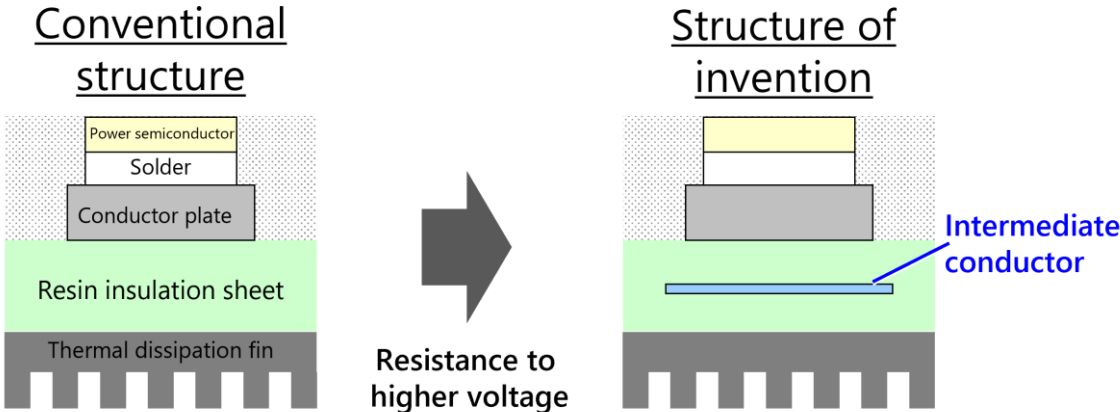 Conventional
structure
Power semiconductor
Solder
Conductor plate
Resin insulation sheet
Thermal dissipation fin
Resistance to
higher voltage
Structure of
invention
Intermediate
conductor